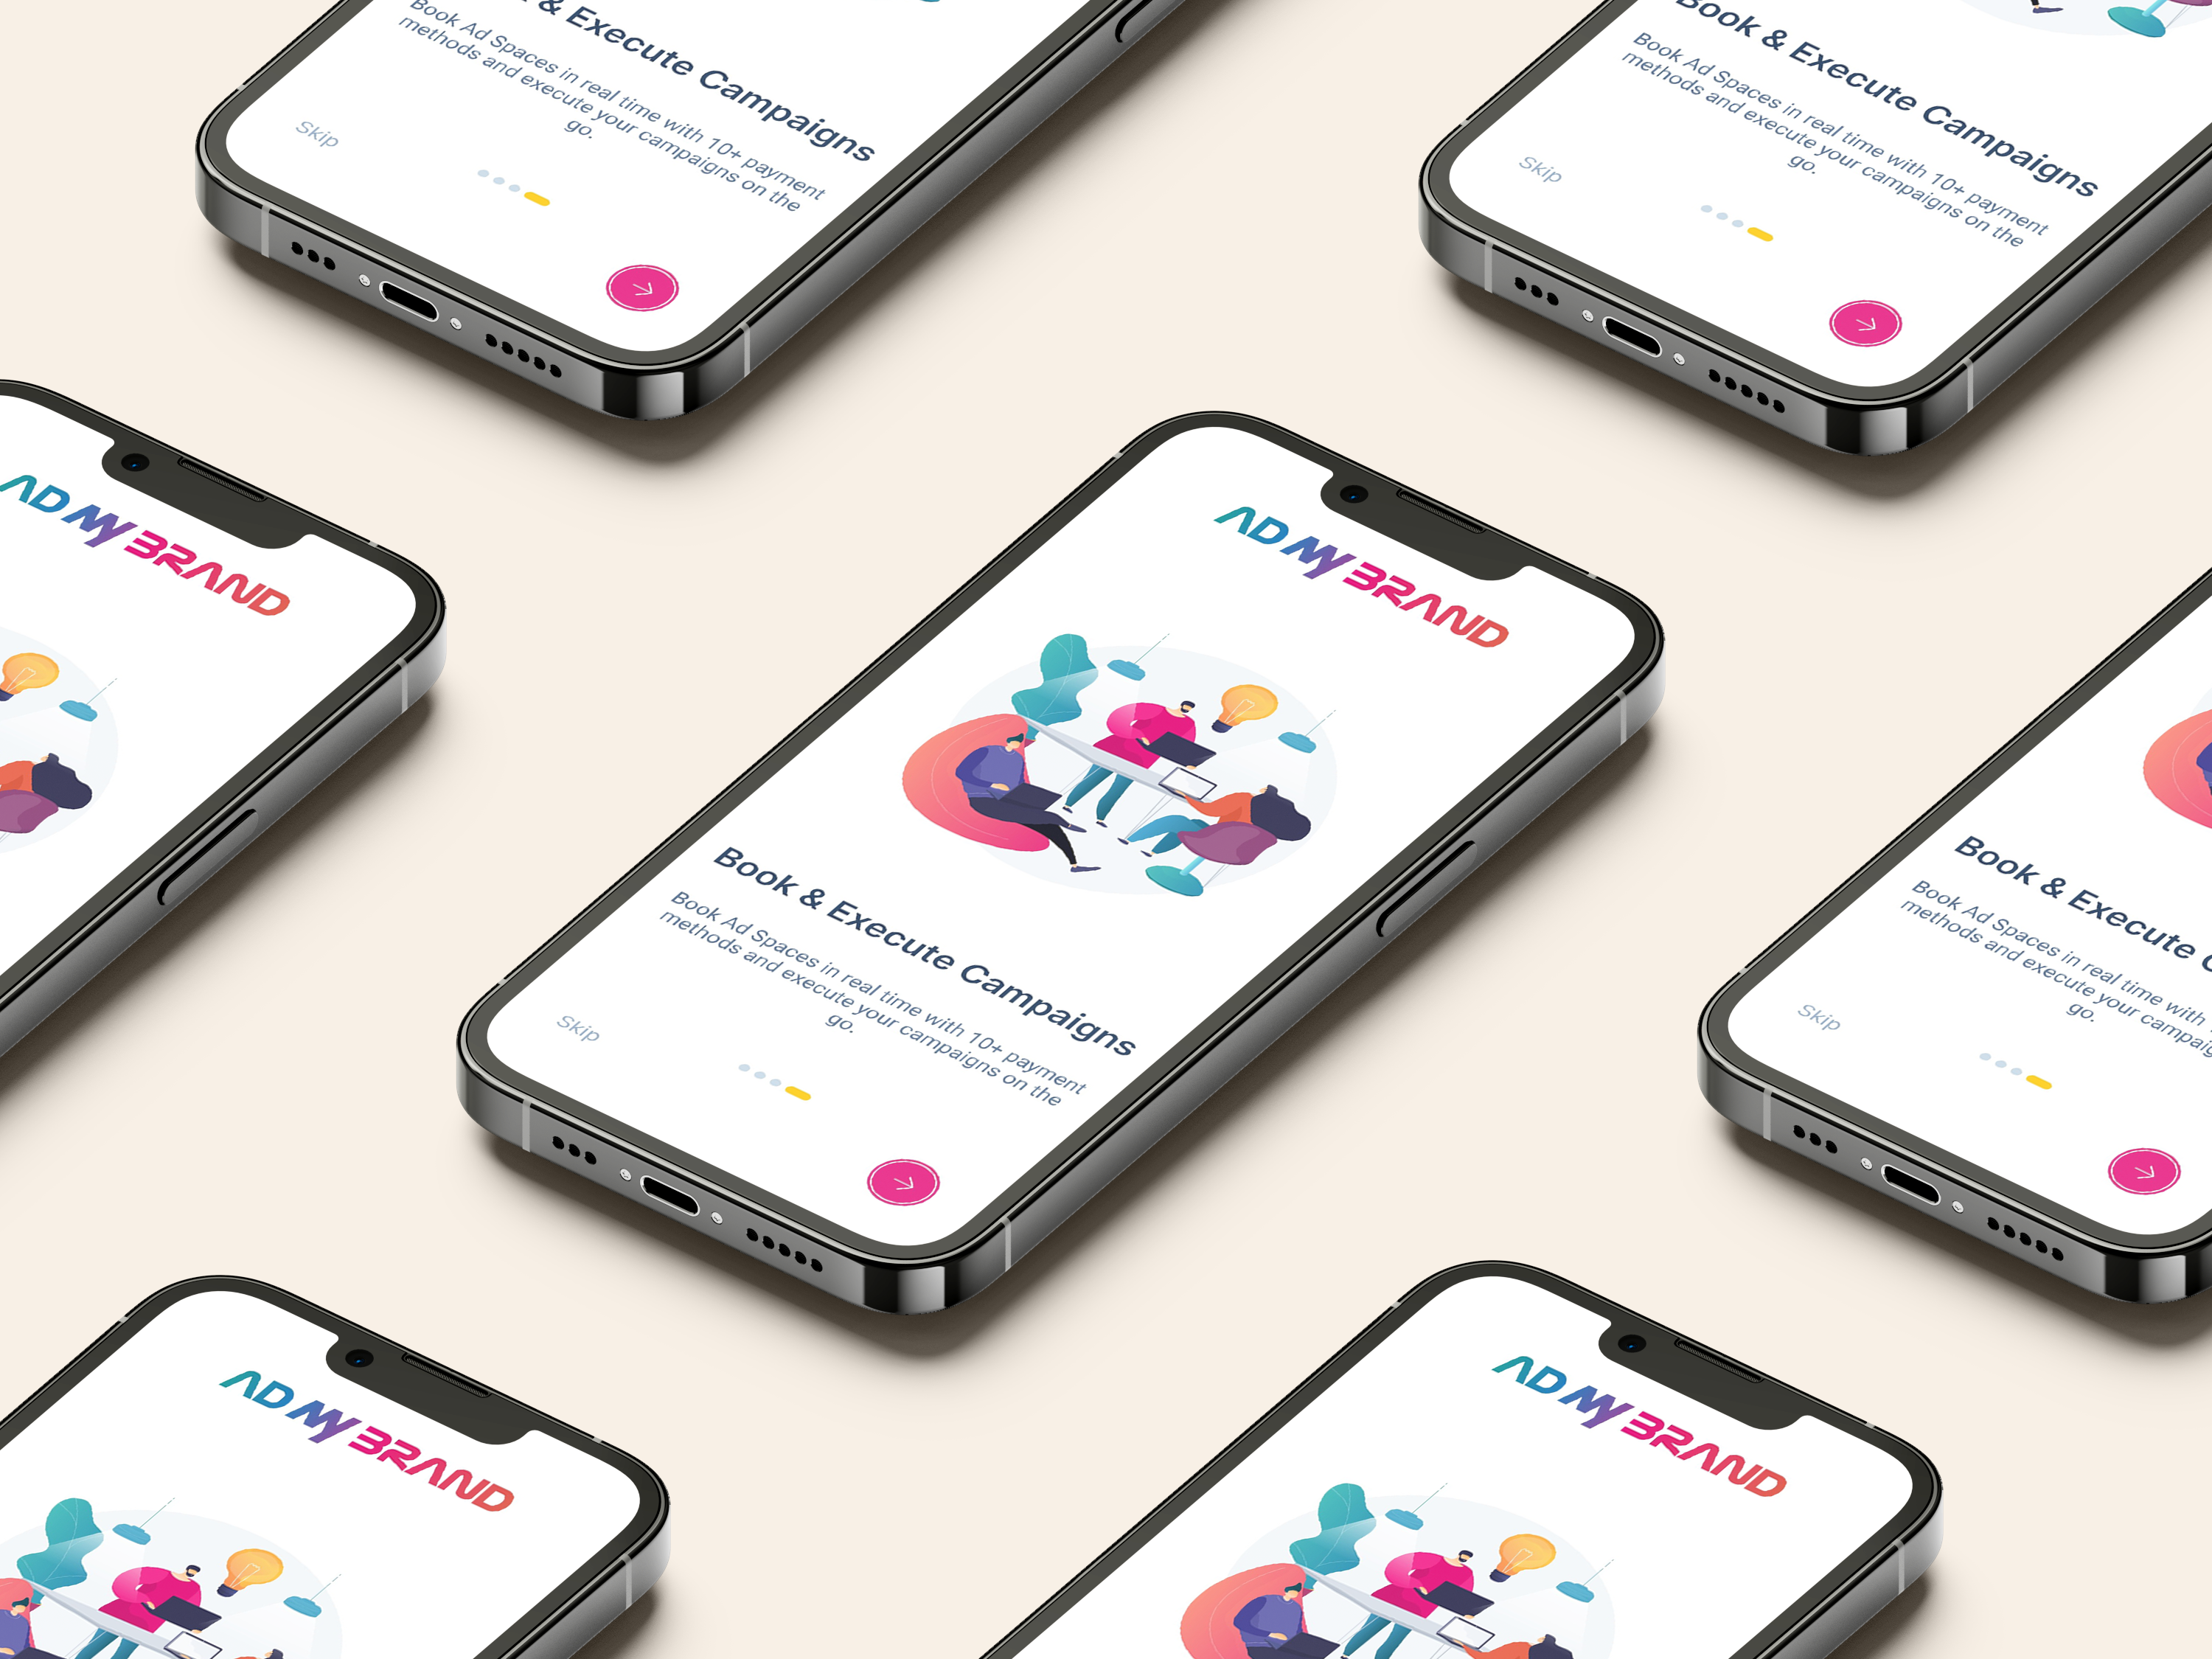 & Execute Campaigns
Book Ad Spaces in real time with 10+ payment
methods and execute your campaigns on the
go.
Skip
Book & Execute Campaigns
Book Ad Spaces in real time with 10+ payment
methods and execute your campaigns on the
go.
Skip
AD MY BRAND
AD MY BRAND
Book & Execute Campaigns
Book Ad Spaces in real time with 10+ payment
methods and execute your campaigns on the
go.
Skip
Book & Execute
Book Ad Spaces in real time with
methods and execute your
go.
Skip
AD MY BRAND
AD MY BRAND